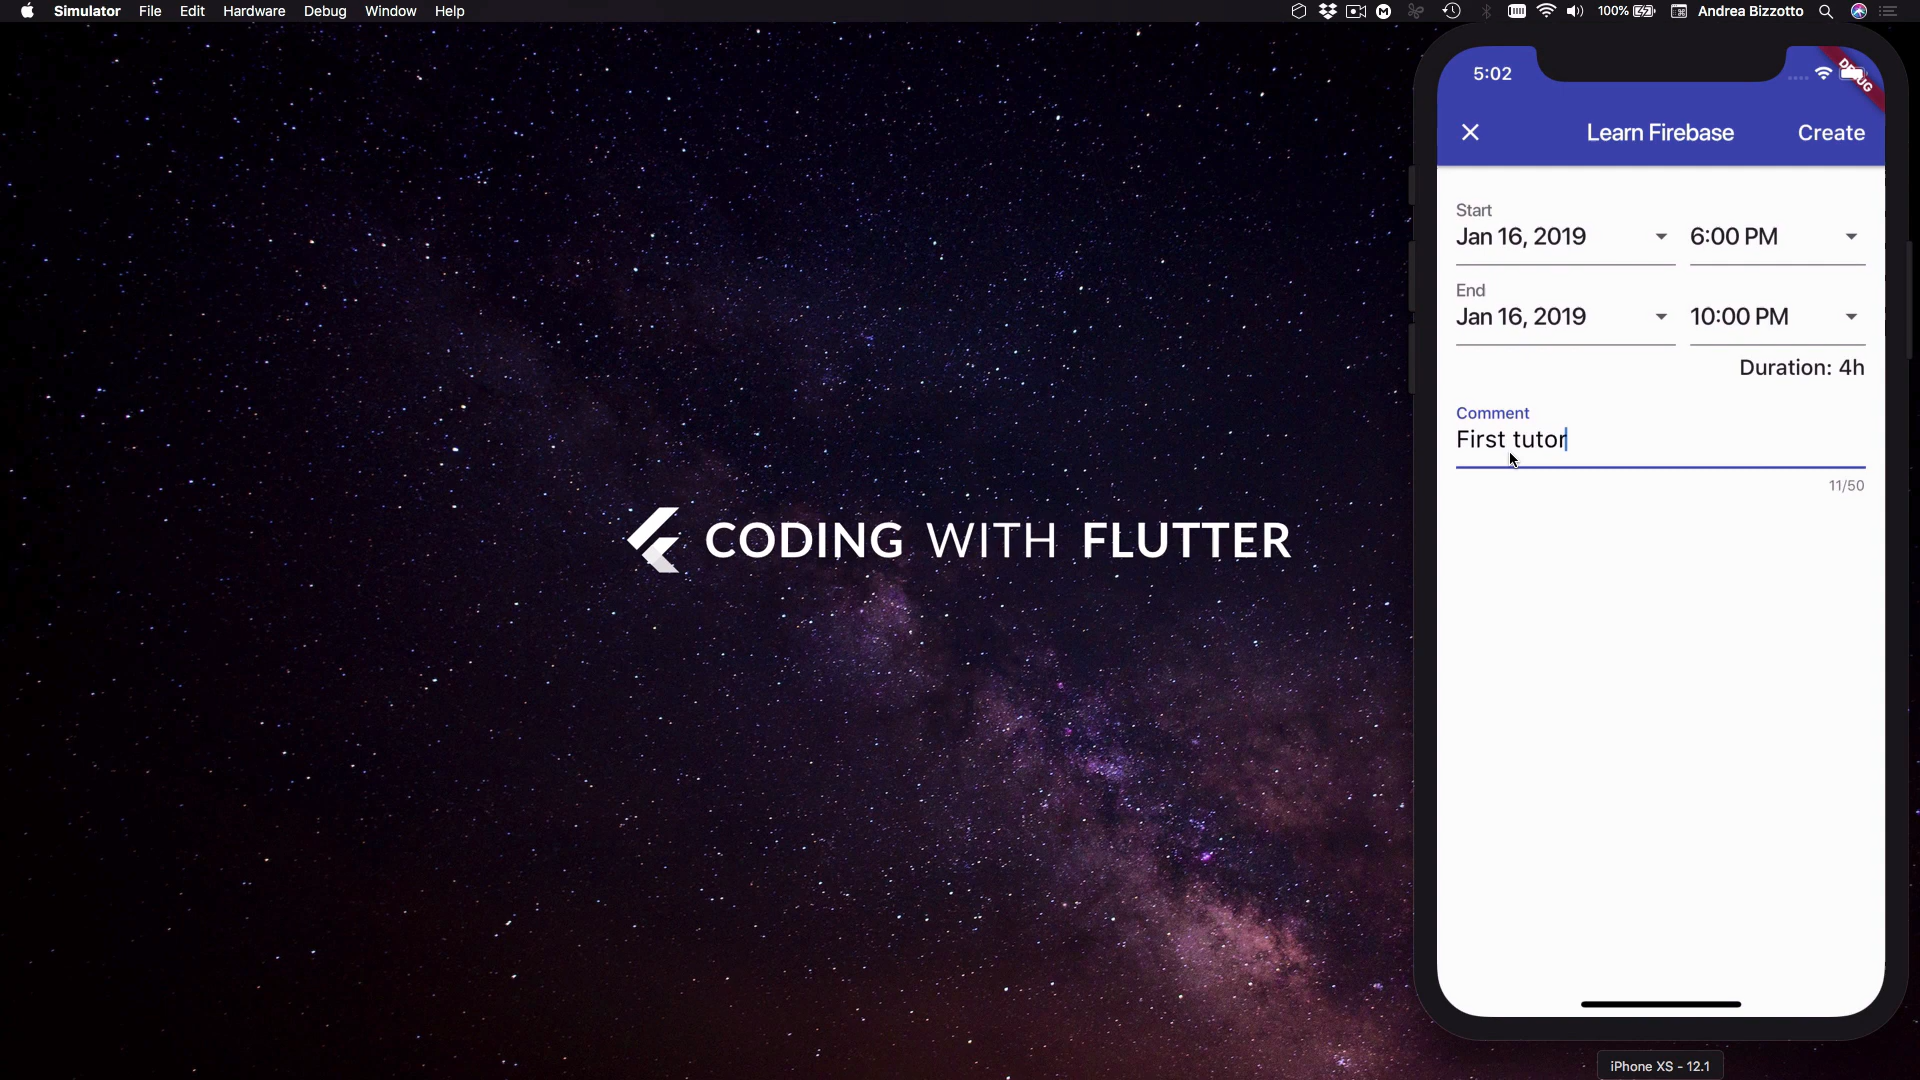 Simulator File Edit Hardware Debug Window Help
100% Andrea Bizzotto
5:02
DEBUG
Learn Firebase Create
Start
Jan 16, 2019 6:00 PM
End
Jan 16, 2019 10:00 PM
Duration: 4h
Comment
First tutor
11/50
CODING WITH FLUTTER
iPhone XS - 12.1